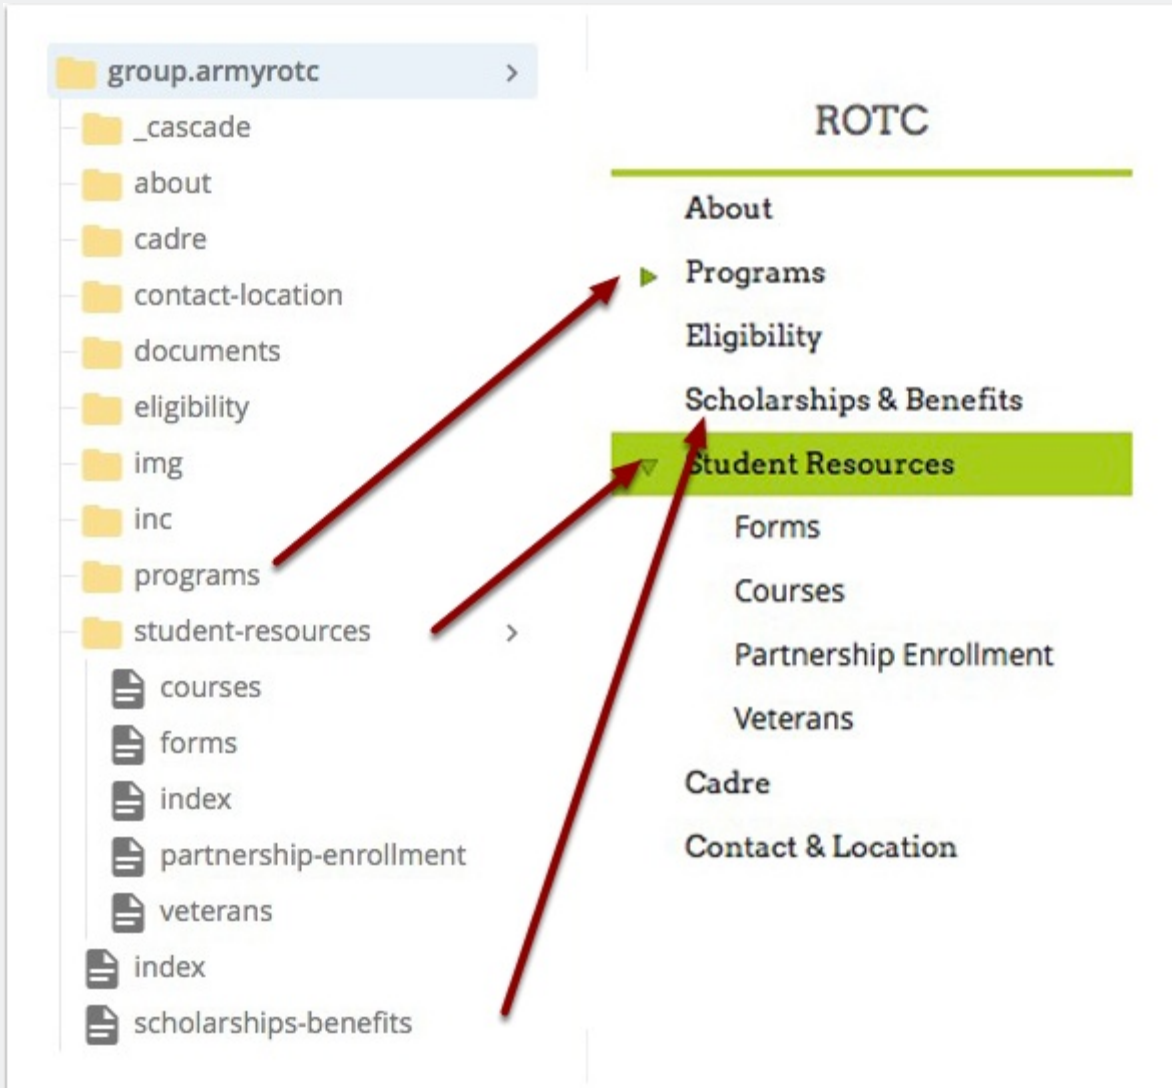 group.armyrotc
_cascade
about
cadre
contact-location
documents
eligibility
img
inc
programs
student-resources
courses
forms
index
partnership-enrollment
veterans
index
scholarships-benefits
ROTC
About
Programs
Eligibility
Scholarships & Benefits
Student Resources
Forms
Courses
Partnership Enrollment
Veterans
Cadre
Contact & Location